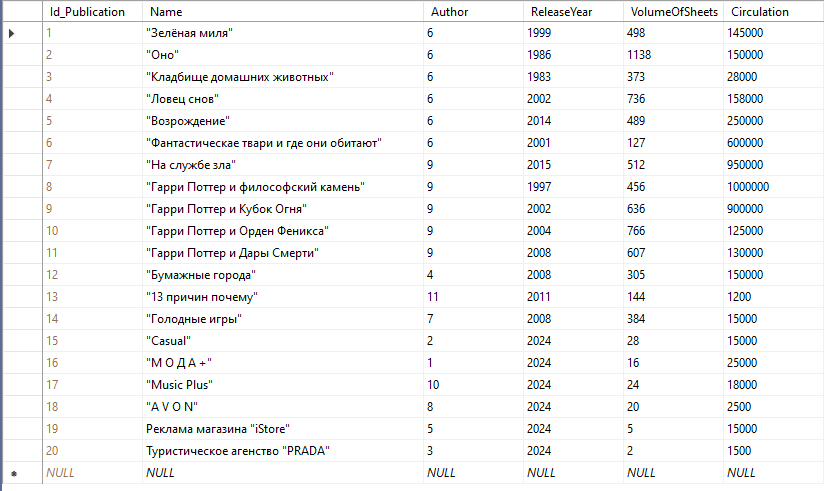 Id_Publication Name Author ReleaseYear VolumeOfSheets Circulation
1 "Зелёная миля" 6 1999 498 145000
2 "Оно" 6 1986 1138 150000
3 "Кладбище домашних животных" 6 1983 373 28000
4 "Ловец снов" 6 2002 736 158000
5 "Возрождение" 6 2014 489 250000
6 "Фантастическае твари и где они обитают" 6 2001 127 600000
7 "На службе зла" 9 2015 512 950000
8 "Гарри Поттер и философский камень" 9 1997 456 1000000
9 "Гарри Поттер и Кубок Огня" 9 2002 636 900000
10 "Гарри Поттер и Орден Феникса" 9 2004 766 125000
11 "Гарри Поттер и Дары Смерти" 9 2008 607 130000
12 "Бумажные города" 4 2008 305 150000
13 "13 причин почему" 11 2011 144 1200
14 "Голодные игры" 7 2008 384 15000
15 "Casual" 2 2024 28 15000
16 "М О Д А +" 1 2024 16 25000
17 "Music Plus" 10 2024 24 18000
18 "A V O N" 8 2024 20 2500
19 Реклама магазина "iStore" 5 2024 5 15000
20 Туристическое агенство "PRADA" 3 2024 2 1500
NULL NULL NULL NULL NULL NULL